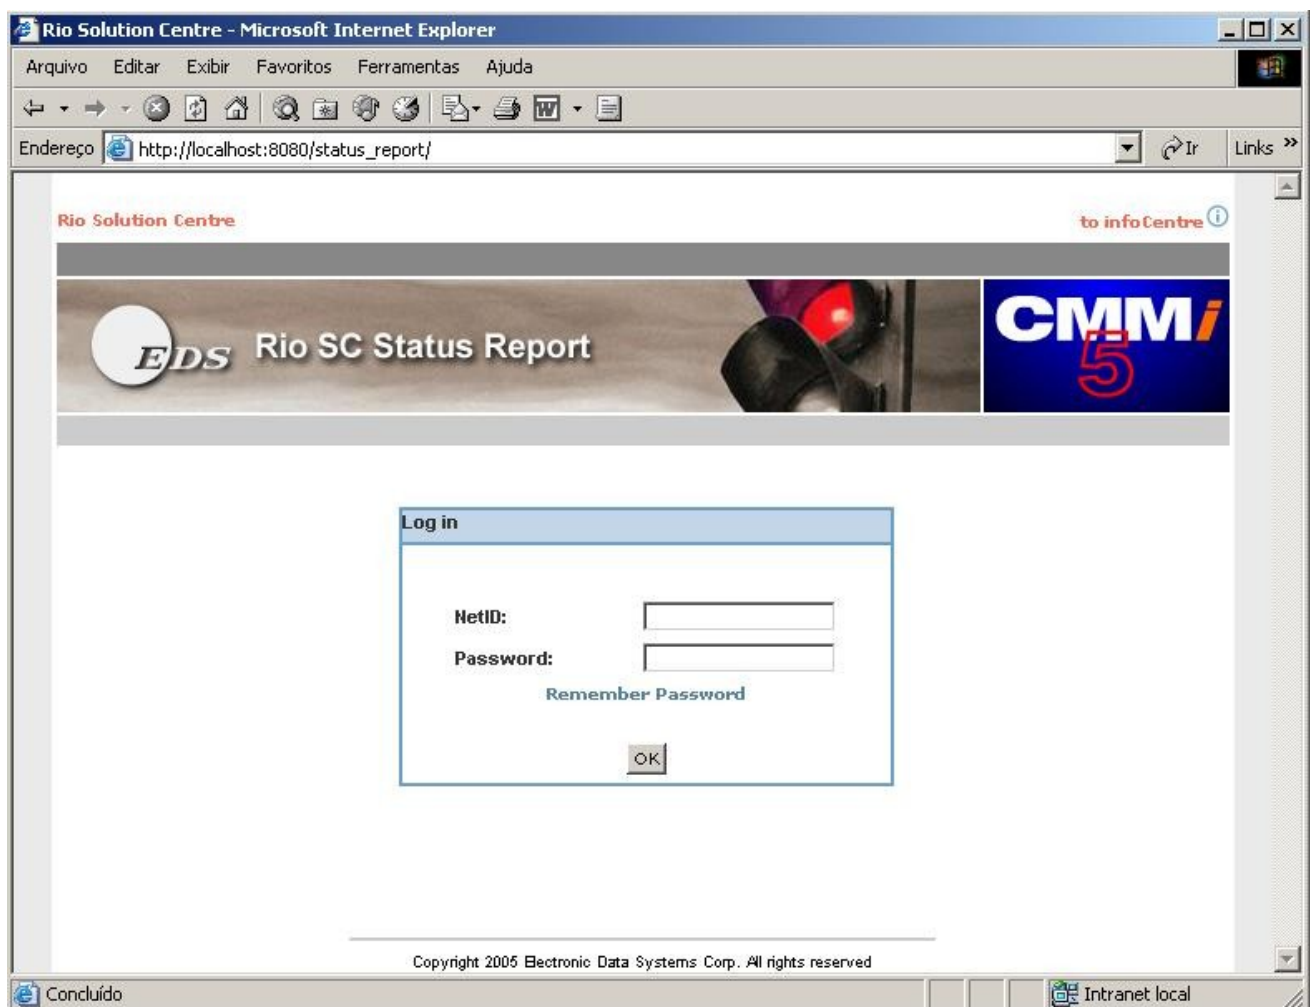 Rio Solution Centre - Microsoft Internet Explorer
Arquivo Editar Exibir Favoritos Ferramentas Ajuda
W
Endereço http://localhost:8080/status_report/ Ir Links »
Rio Solution Centre to infoCentre i
EDS Rio SC Status Report CMMi
5
Log in
NetID:
Password:
Remember Password
OK
Copyright 2005 Electronic Data Systems Corp. All rights reserved
Concluído Intranet local